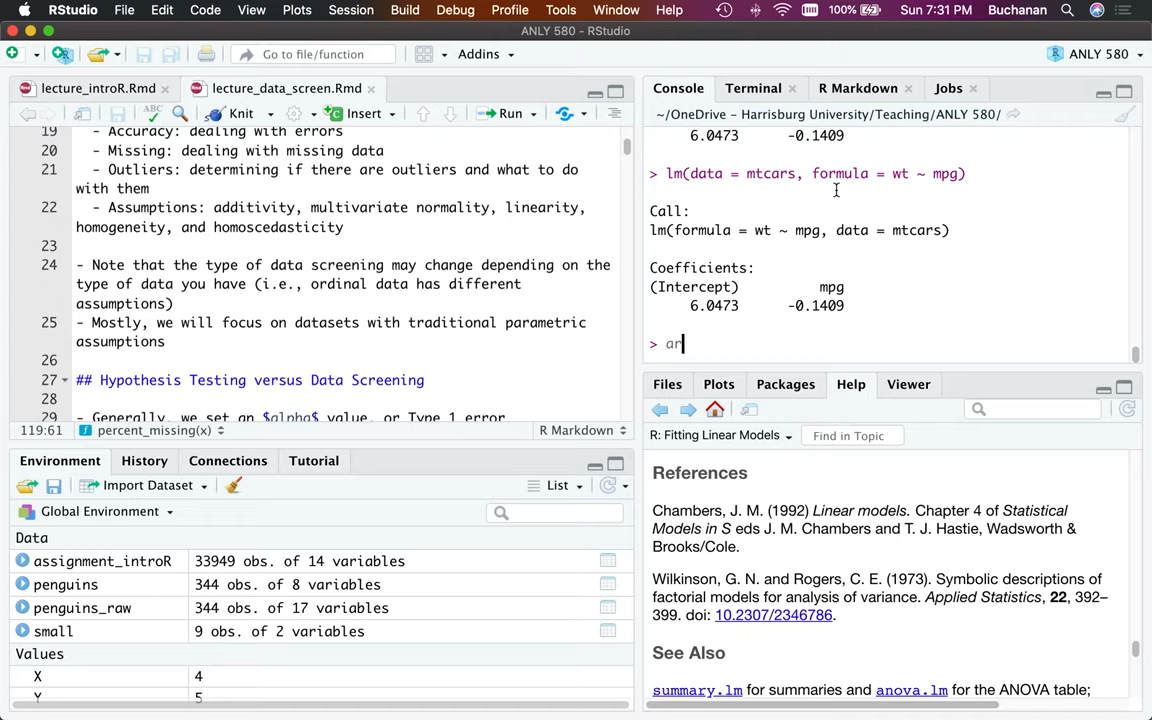 RStudio File Edit Code View Plots Session Build Debug Profile Tools Window Help 100% Sun 7:31 PM Buchanan
ANLY 580 - RStudio
Go to file/function Addins ANLY 580
lecture_introR.Rmd lecture_data_screen.Rmd
ABC Knit Insert Run
19 - Accuracy: dealing with errors
20 - Missing: dealing with missing data
21 - Outliers: determining if there are outliers and what to do
with them
22 - Assumptions: additivity, multivariate normality, linearity,
homogeneity, and homoscedasticity
23
24 - Note that the type of data screening may change depending on the
type of data you have (i.e., ordinal data has different
assumptions)
25 - Mostly, we will focus on datasets with traditional parametric
assumptions
26
27 ## Hypothesis Testing versus Data Screening
28
29 - Generally, we set an $alpha$ value, or Type 1 error
119:61 percent_missing(x) R Markdown
Environment History Connections Tutorial
Import Dataset List
Global Environment
Data
assignment_introR 33949 obs. of 14 variables
penguins 344 obs. of 8 variables
penguins_raw 344 obs. of 17 variables
small 9 obs. of 2 variables
Values
X 4
Y 5
Console Terminal R Markdown Jobs
~/OneDrive - Harrisburg University/Teaching/ANLY 580/
6.0473 -0.1409
> lm(data = mtcars, formula = wt ~ mpg)
Call:
lm(formula = wt ~ mpg, data = mtcars)
Coefficients:
(Intercept) mpg
6.0473 -0.1409
> ar
Files Plots Packages Help Viewer
R: Fitting Linear Models Find in Topic
References
Chambers, J. M. (1992) Linear models. Chapter 4 of Statistical
Models in S eds J. M. Chambers and T. J. Hastie, Wadsworth &
Brooks/Cole.
Wilkinson, G. N. and Rogers, C. E. (1973). Symbolic descriptions of
factorial models for analysis of variance. Applied Statistics, 22, 392–
399. doi: 10.2307/2346786.
See Also
summary.lm for summaries and anova.lm for the ANOVA table;